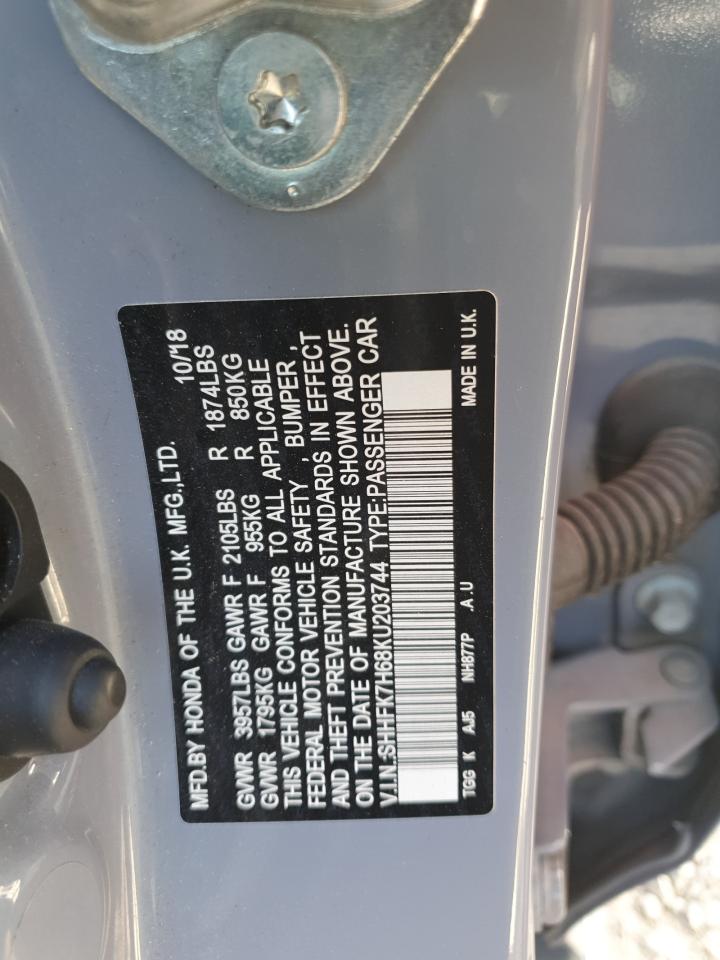 MFD.BY HONDA OF THE U.K. MFG.,LTD. 10/18
GVWR 3957LBS GAWR F 2105LBS R 1874LBS
GVWR 1795KG GAWR F 955KG R 850KG
THIS VEHICLE CONFORMS TO ALL APPLICABLE
FEDERAL MOTOR VEHICLE SAFETY , BUMPER ,
AND THEFT PREVENTION STANDARDS IN EFFECT
ON THE DATE OF MANUFACTURE SHOWN ABOVE.
V.I.N.:SHHFK7H68KU203744 TYPE:PASSENGER CAR
TGG K AJ5 NH877P A.U MADE IN U.K.